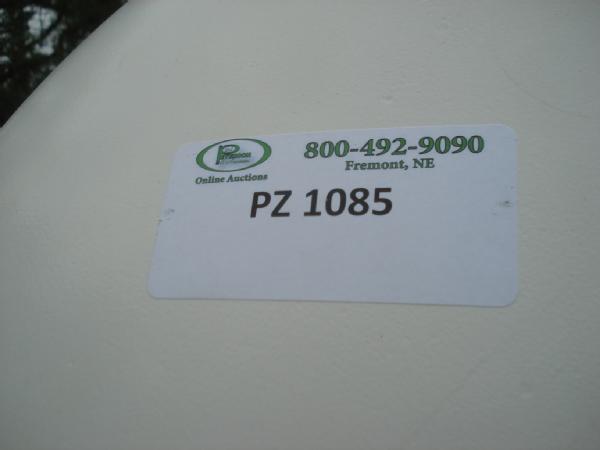 800-492-9090
Fremont, NE
Online Auctions
PZ 1085